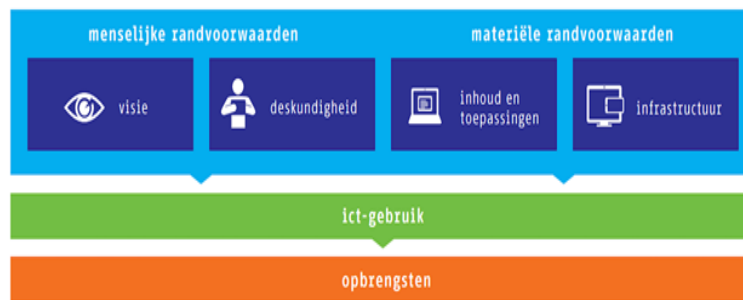 menselijke randvoorwaarden
materiële randvoorwaarden
visie
deskundigheid
inhoud en
toepassingen
infrastructuur
ict-gebruik
opbrengsten